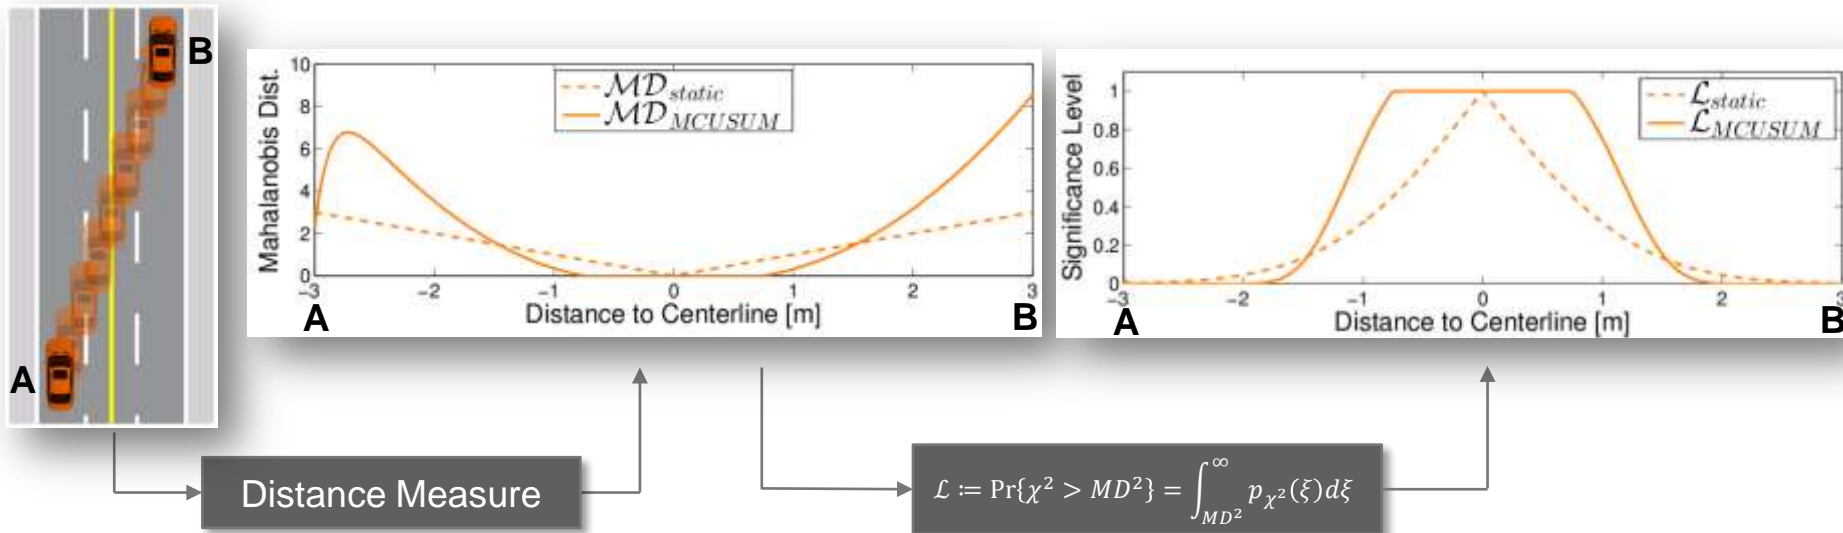 B
A
10
8
6
4
2
0
Mahalanobis Dist.
MD_static
MD_MCUSUM
-3 -2 -1 0 1 2 3
A Distance to Centerline [m] B
1
0.8
0.6
0.4
0.2
0
Significance Level
ℒ_static
ℒ_MCUSUM
-3 -2 -1 0 1 2 3
A Distance to Centerline [m] B
Distance Measure
ℒ ≔ Pr{χ² > MD²} = ∫_{MD²}^{∞} p_{χ²}(ξ)dξ